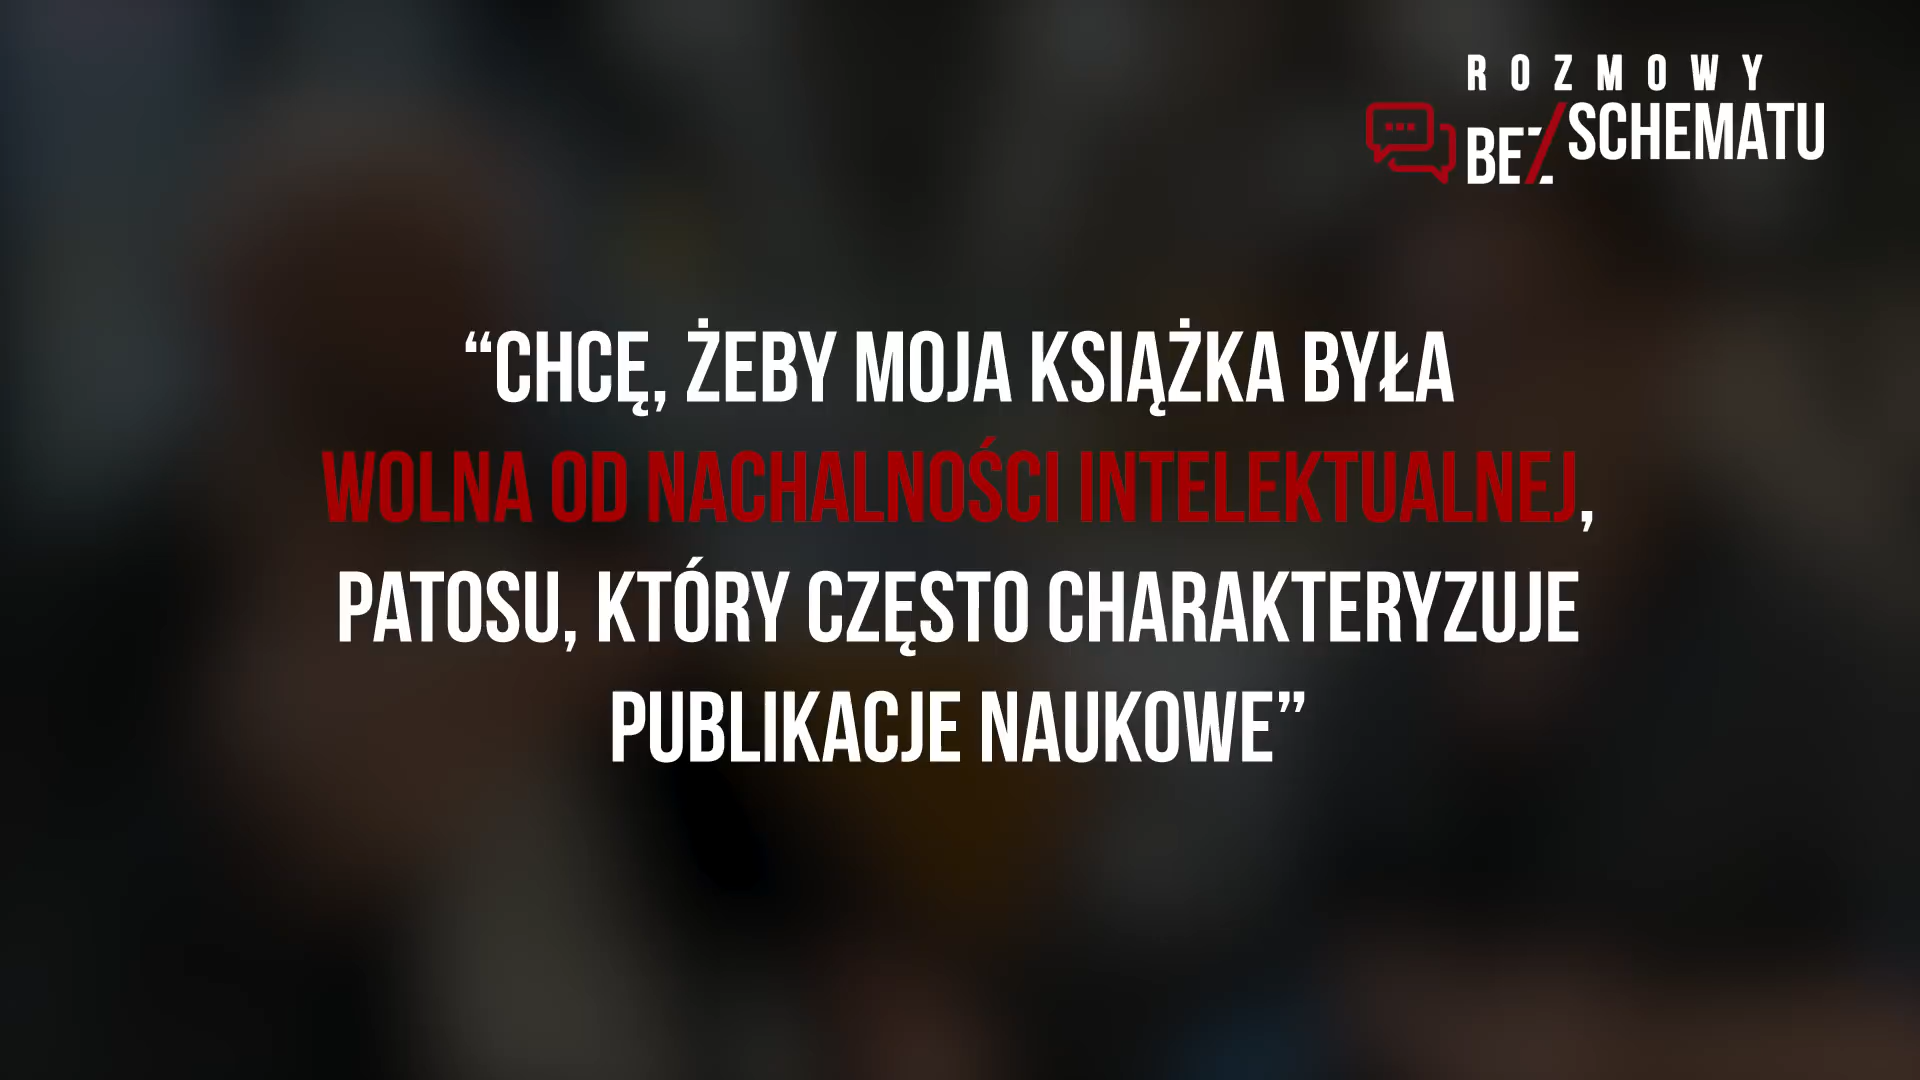 ROZMOWY
BEZ/SCHEMATU
“CHCĘ, ŻEBY MOJA KSIĄŻKA BYŁA
WOLNA OD NACHALNOŚCI INTELEKTUALNEJ,
PATOSU, KTÓRY CZĘSTO CHARAKTERYZUJE
PUBLIKACJE NAUKOWE”